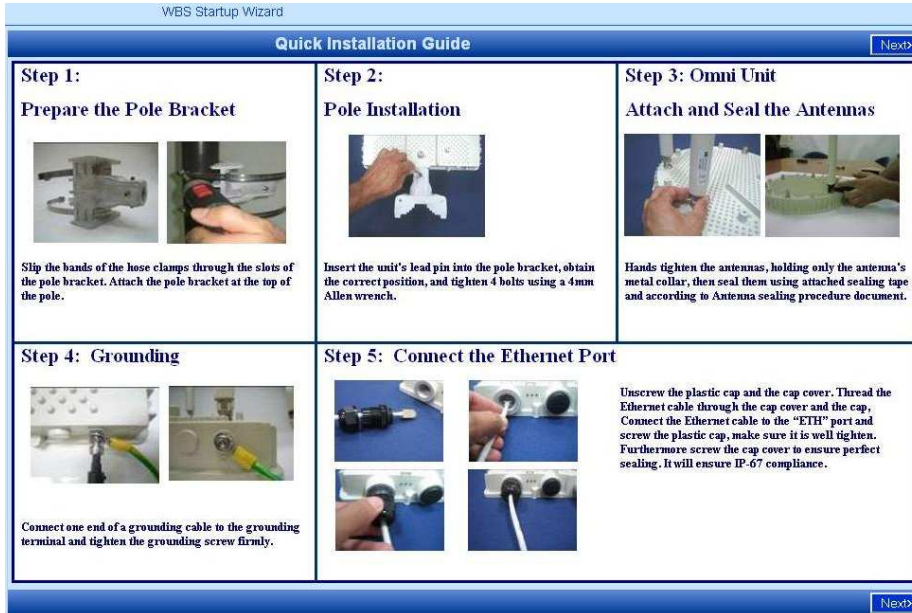 WBS Startup Wizard
Quick Installation Guide
Next>
Step 1:
Prepare the Pole Bracket
Slip the bands of the hose clamps through the slots of
the pole bracket. Attach the pole bracket at the top of
the pole.
Step 2:
Pole Installation
Insert the unit's lead pin into the pole bracket, obtain
the correct position, and tighten 4 bolts using a 4mm
Allen wrench.
Step 3: Omni Unit
Attach and Seal the Antennas
Hands tighten the antennas, holding only the antenna's
metal collar, then seal them using attached sealing tape
and according to Antenna sealing procedure document.
Step 4: Grounding
Connect one end of a grounding cable to the grounding
terminal and tighten the grounding screw firmly.
Step 5: Connect the Ethernet Port
Unscrew the plastic cap and the cap cover. Thread the
Ethernet cable through the cap cover and the cap,
Connect the Ethernet cable to the “ETH” port and
screw the plastic cap, make sure it is well tighten.
Furthermore screw the cap cover to ensure perfect
sealing. It will ensure IP-67 compliance.
Next>